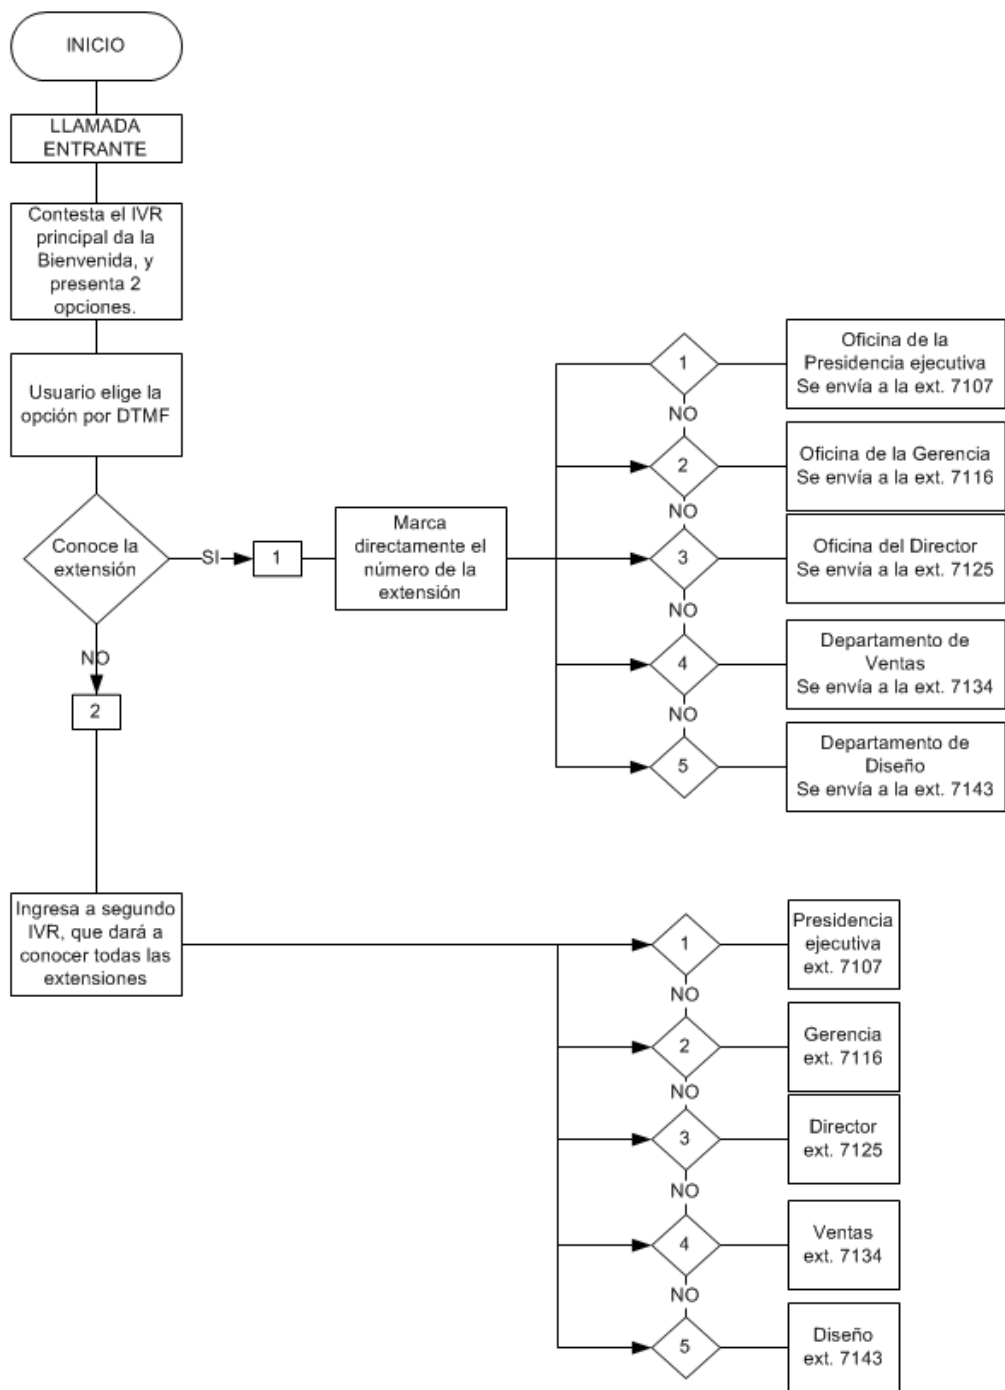 INICIO
LLAMADA
ENTRANTE
Contesta el IVR
principal da la
Bienvenida, y
presenta 2
opciones.
Usuario elige la
opción por DTMF
Conoce la
extensión
SI
1
Marca
directamente el
número de la
extensión
1
Oficina de la
Presidencia ejecutiva
Se envía a la ext. 7107
NO
2
Oficina de la Gerencia
Se envía a la ext. 7116
NO
3
Oficina del Director
Se envía a la ext. 7125
NO
4
Departamento de
Ventas
Se envía a la ext. 7134
NO
5
Departamento de
Diseño
Se envía a la ext. 7143
NO
2
Ingresa a segundo
IVR, que dará a
conocer todas las
extensiones
1
Presidencia
ejecutiva
ext. 7107
NO
2
Gerencia
ext. 7116
NO
3
Director
ext. 7125
NO
4
Ventas
ext. 7134
NO
5
Diseño
ext. 7143